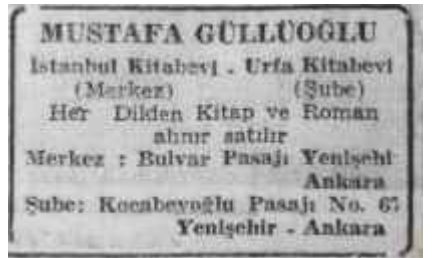 MUSTAFA GÜLLÜOĞLU
İstanbul Kitabevi - Urfa Kitabevi
(Merkez) (Şube)
Her Dilden Kitap ve Roman
alınır satılır
Merkez : Bulvar Pasajı Yenişehi
Ankara
Şube: Kocabeyoğlu Pasajı No.
Yenişehir - Ankara